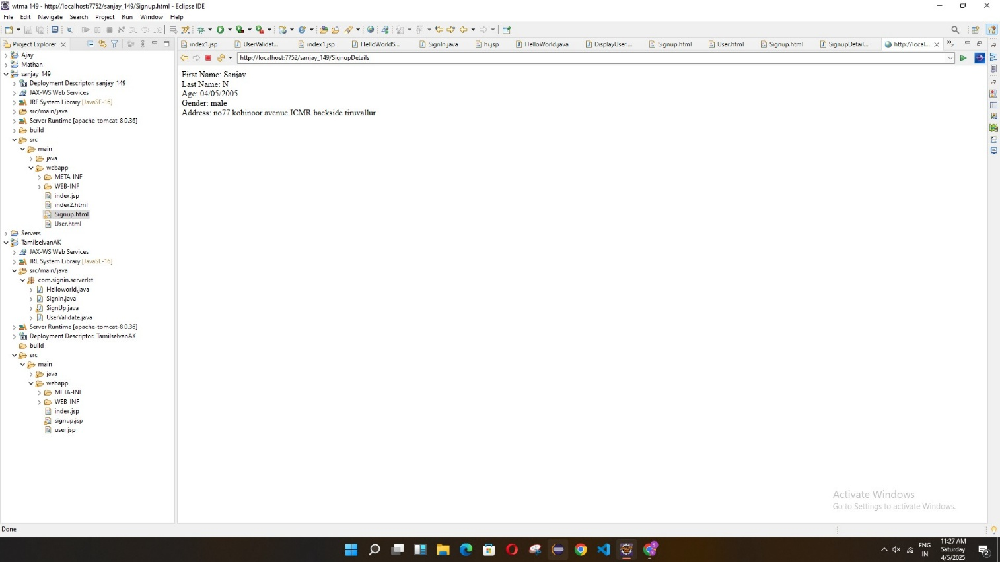 wtma 149 - http://localhost:7752/sanjay_149/Signup.html - Eclipse IDE
File Edit Navigate Search Project Run Window Help
Project Explorer
index1.jsp UserValidat... index1.jsp HelloWorldS... SignIn.java hi.jsp HelloWorld.java DisplayUser.... Signup.html User.html Signup.html SignupDetail... http://local... »2
http://localhost:7752/sanjay_149/SignupDetails
Ajay
Mathan
sanjay_149
Deployment Descriptor: sanjay_149
JAX-WS Web Services
JRE System Library [JavaSE-16]
src/main/java
Server Runtime [apache-tomcat-8.0.36]
build
src
main
java
webapp
META-INF
WEB-INF
index.jsp
index2.html
Signup.html
User.html
Servers
TamilselvanAK
JAX-WS Web Services
JRE System Library [JavaSE-16]
src/main/java
com.signin.serverlet
Helloworld.java
Signin.java
SignUp.java
UserValidate.java
Server Runtime [apache-tomcat-8.0.36]
Deployment Descriptor: TamilselvanAK
build
src
main
java
webapp
META-INF
WEB-INF
index.jsp
signup.jsp
user.jsp
First Name: Sanjay
Last Name: N
Age: 04/05/2005
Gender: male
Address: no77 kohinoor avenue ICMR backside tiruvallur
Activate Windows
Go to Settings to activate Windows.
Done
ENG
IN
11:27 AM
Saturday
4/5/2025
2